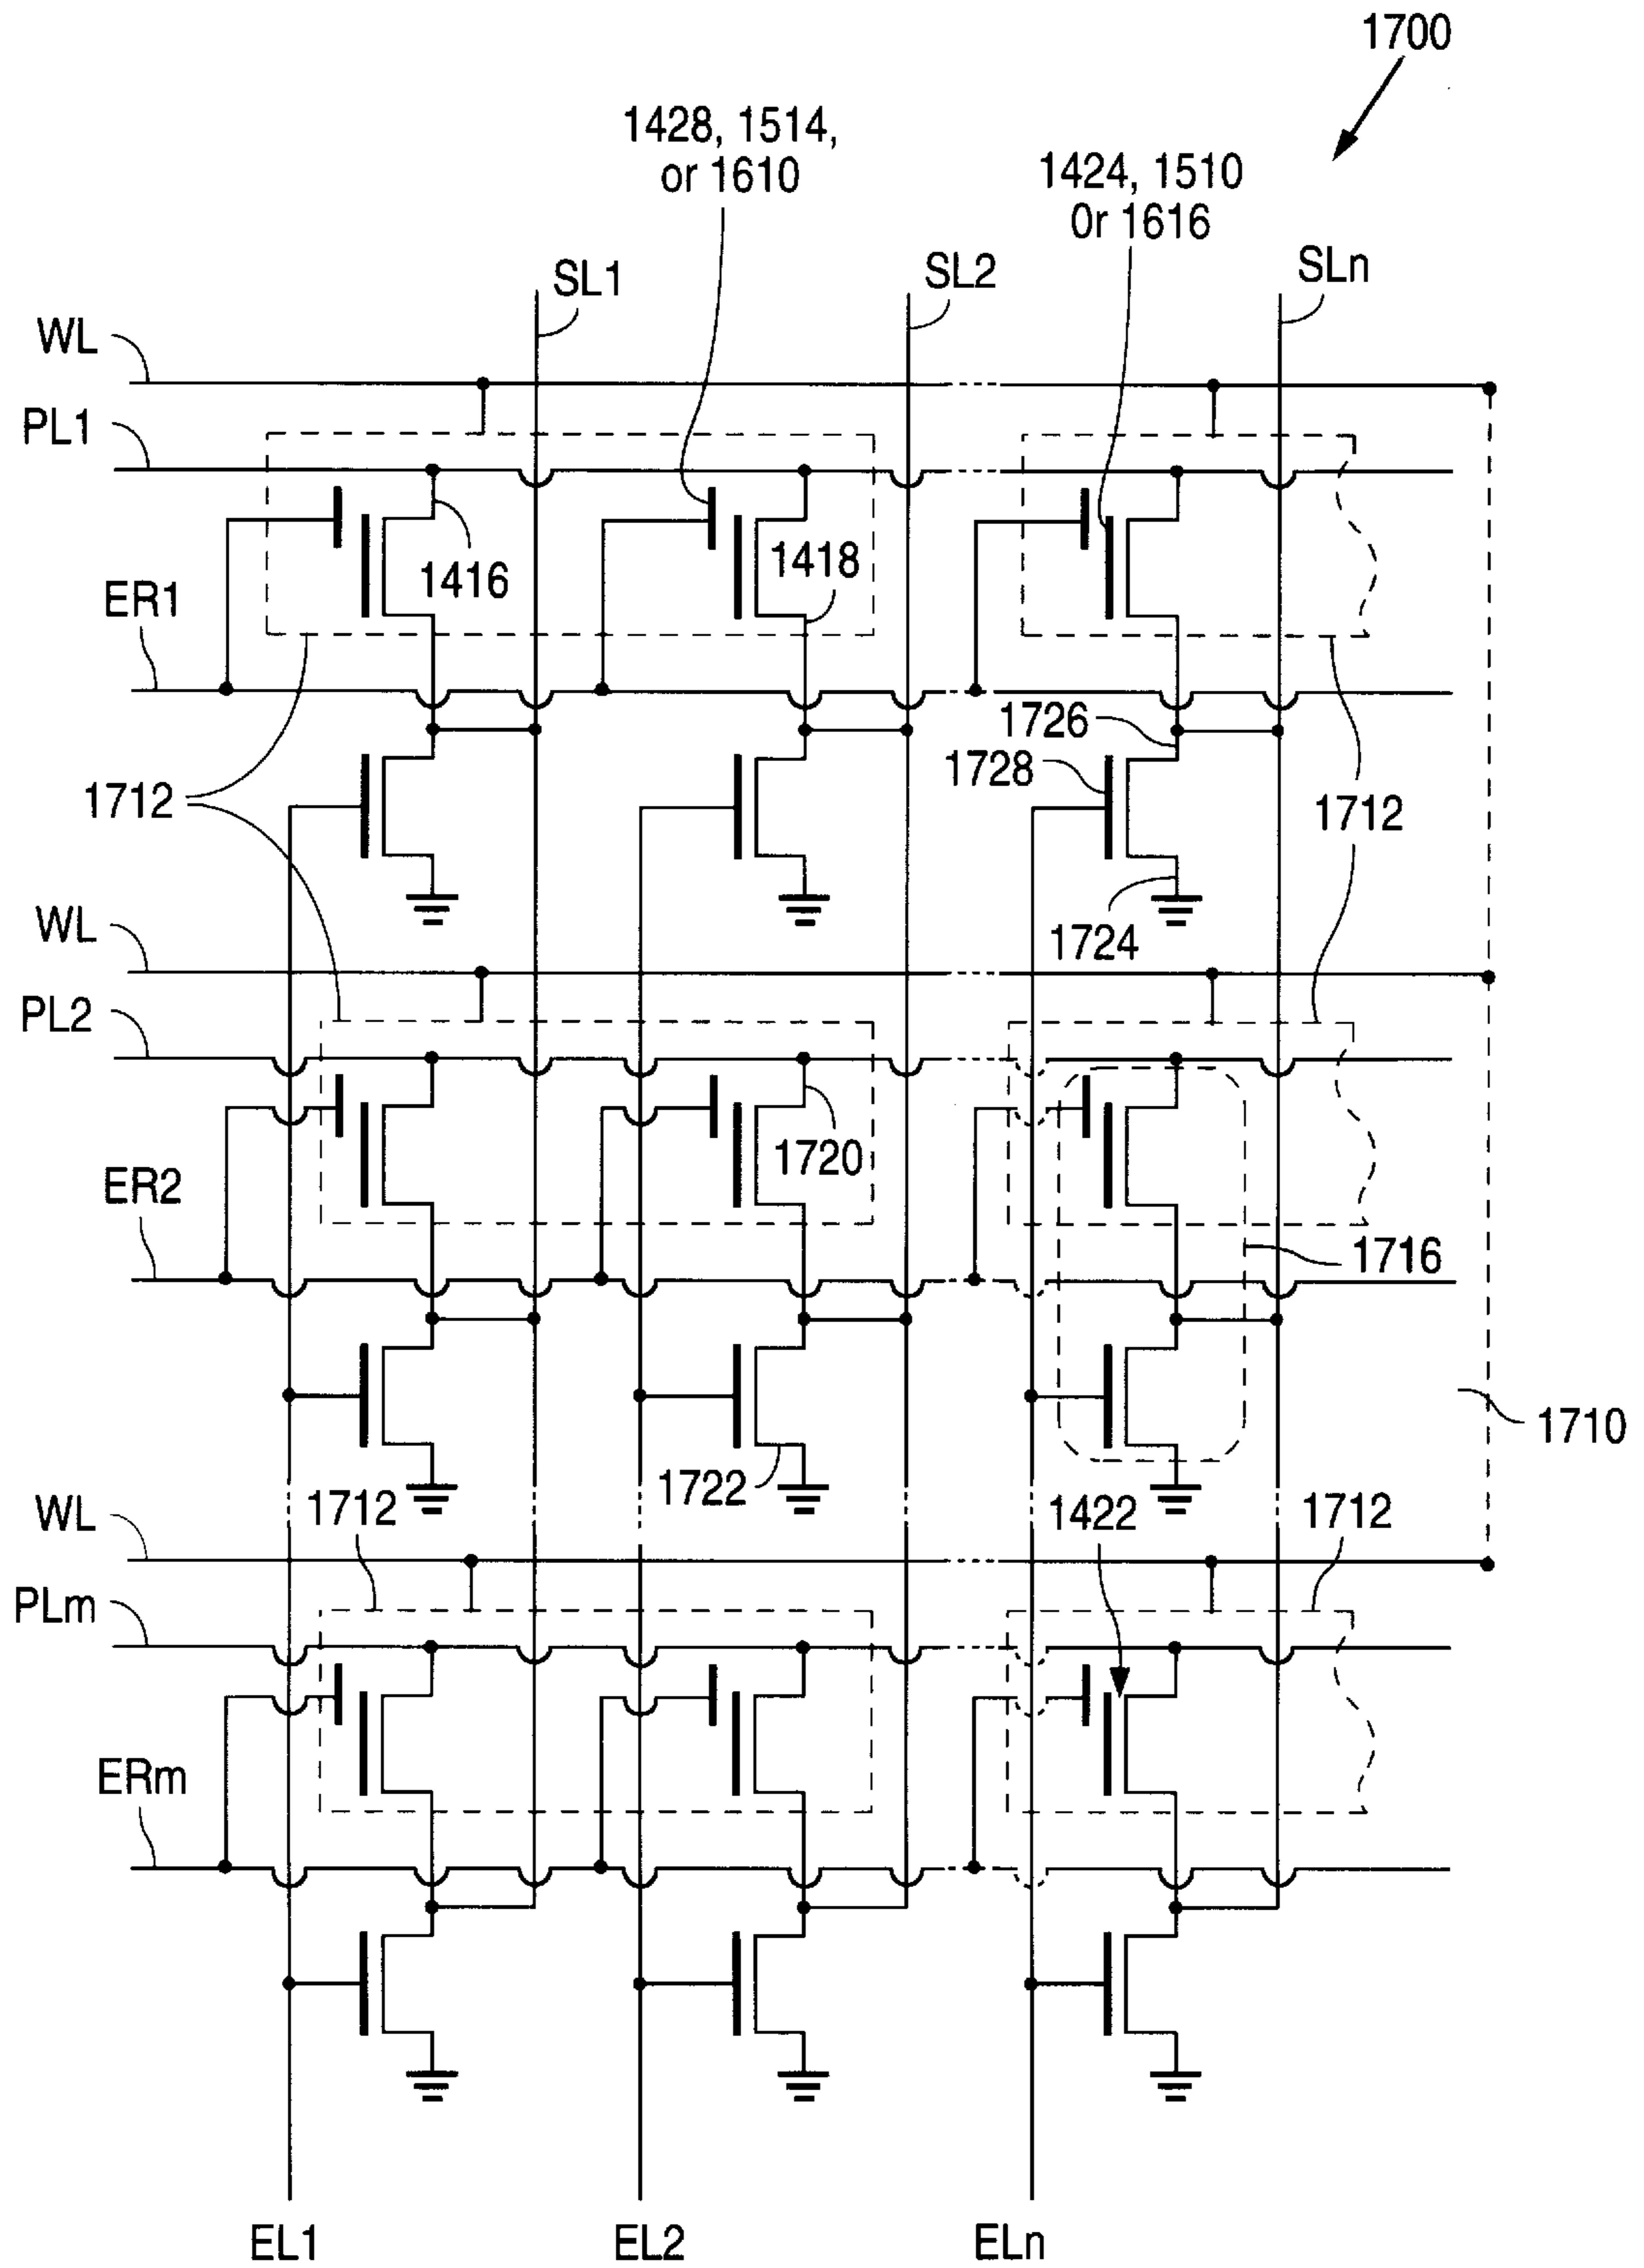 1700
1428, 1514,
or 1610
1424, 1510
0r 1616
SL1
SL2
SLn
WL
PL1
1416
1418
ER1
1726
1728
1712
1712
1724
WL
PL2
1720
ER2
1716
1710
1722
WL
1712
1422
1712
PLm
ERm
EL1
EL2
ELn